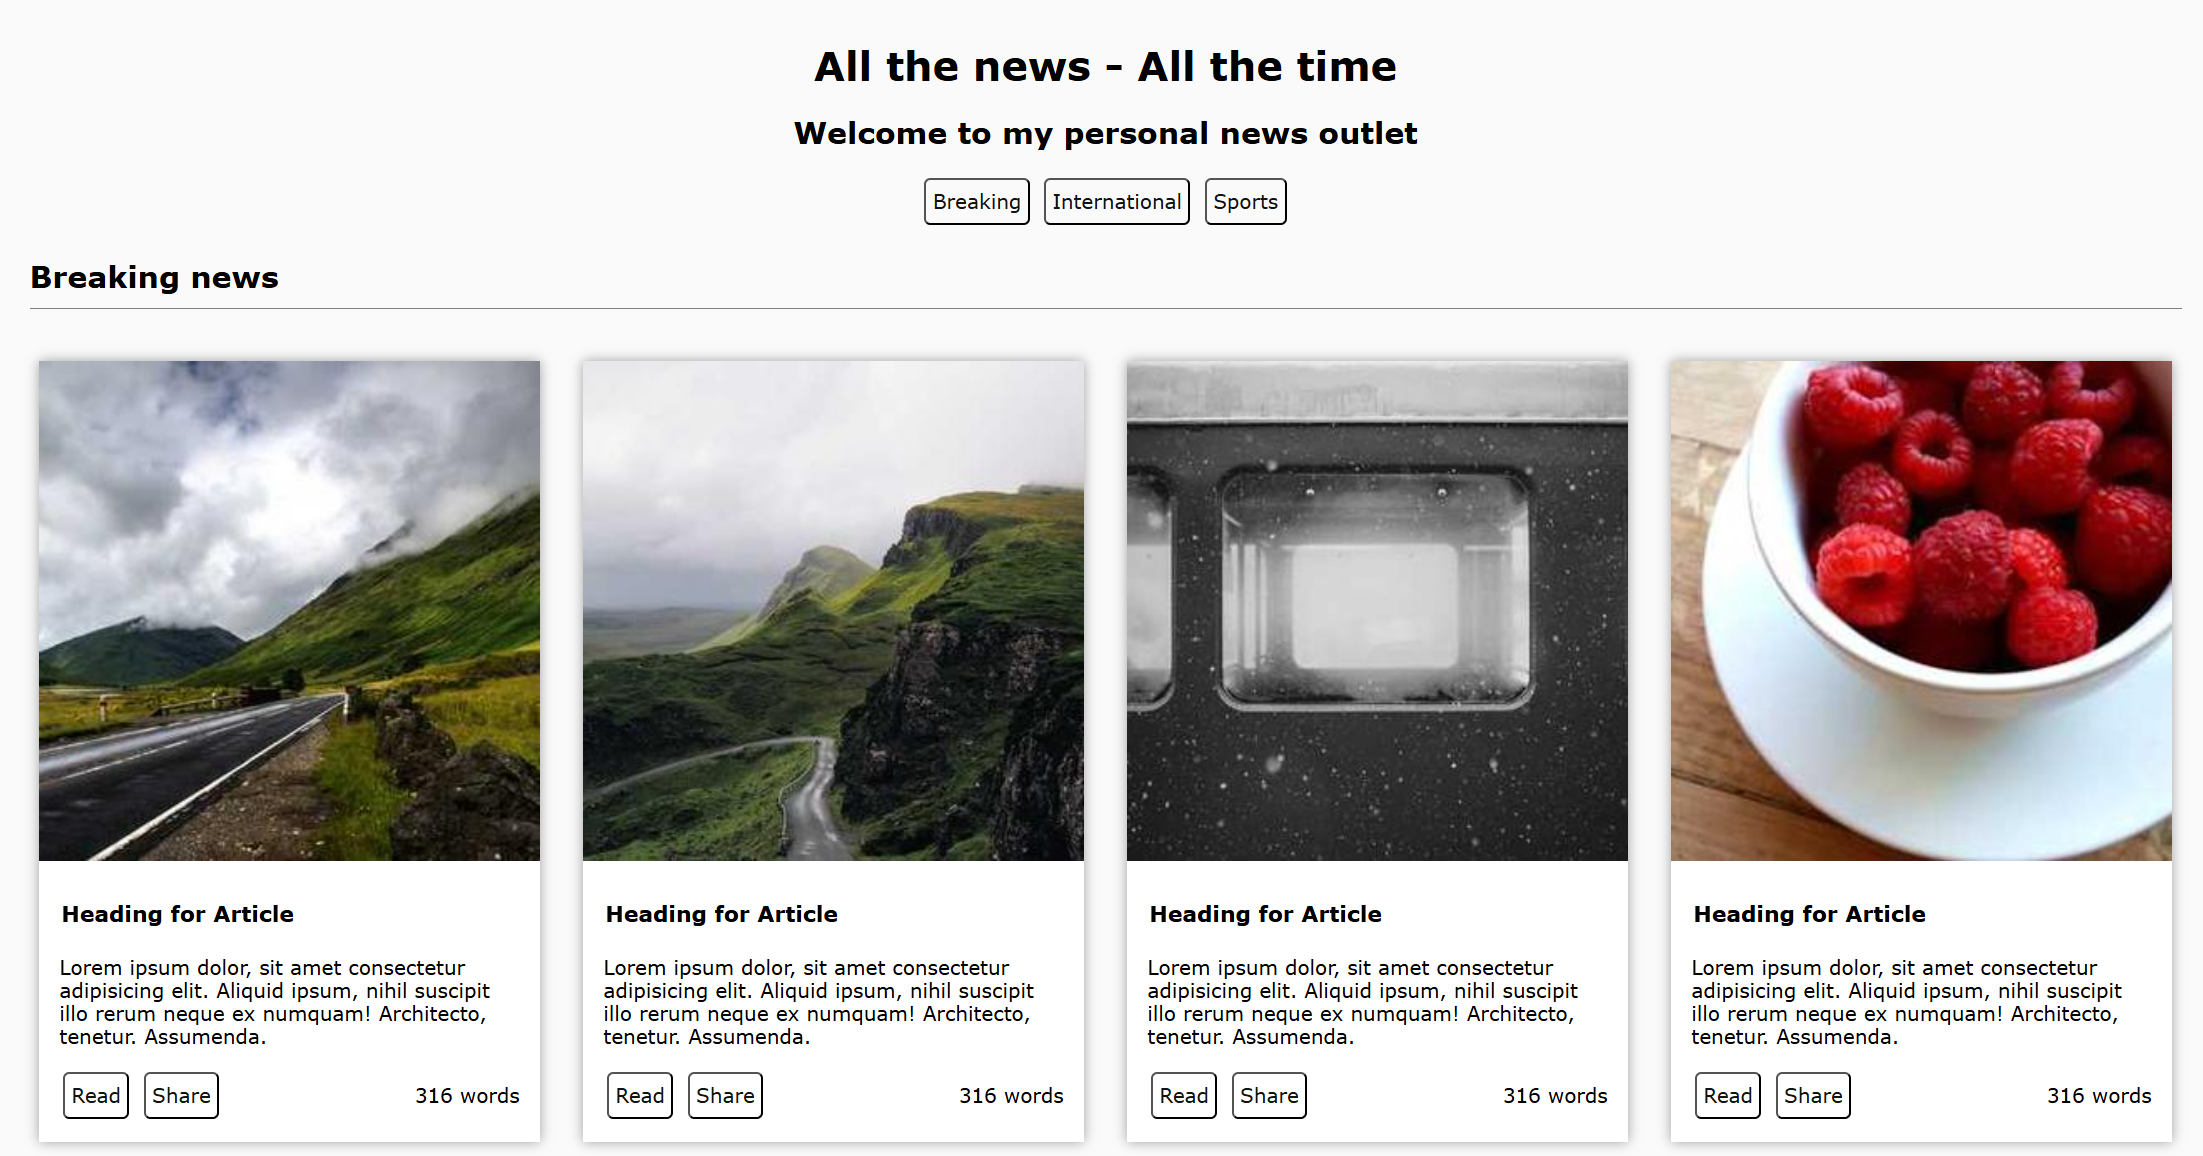 All the news - All the time
Welcome to my personal news outlet
Breaking International Sports
Breaking news
Heading for Article
Lorem ipsum dolor, sit amet consectetur
adipisicing elit. Aliquid ipsum, nihil suscipit
illo rerum neque ex numquam! Architecto,
tenetur. Assumenda.
Read Share 316 words
Heading for Article
Lorem ipsum dolor, sit amet consectetur
adipisicing elit. Aliquid ipsum, nihil suscipit
illo rerum neque ex numquam! Architecto,
tenetur. Assumenda.
Read Share 316 words
Heading for Article
Lorem ipsum dolor, sit amet consectetur
adipisicing elit. Aliquid ipsum, nihil suscipit
illo rerum neque ex numquam! Architecto,
tenetur. Assumenda.
Read Share 316 words
Heading for Article
Lorem ipsum dolor, sit amet consectetur
adipisicing elit. Aliquid ipsum, nihil suscipit
illo rerum neque ex numquam! Architecto,
tenetur. Assumenda.
Read Share 316 words